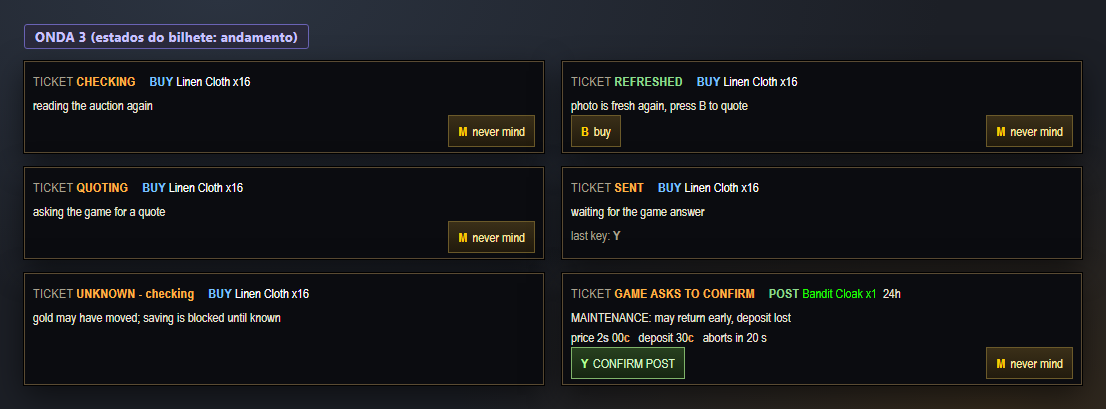 ONDA 3 (estados do bilhete: andamento)
TICKET CHECKING BUY Linen Cloth x16
reading the auction again
M never mind
TICKET REFRESHED BUY Linen Cloth x16
photo is fresh again, press B to quote
B buy
M never mind
TICKET QUOTING BUY Linen Cloth x16
asking the game for a quote
M never mind
TICKET SENT BUY Linen Cloth x16
waiting for the game answer
last key: Y
TICKET UNKNOWN - checking BUY Linen Cloth x16
gold may have moved; saving is blocked until known
TICKET GAME ASKS TO CONFIRM POST Bandit Cloak x1 24h
MAINTENANCE: may return early, deposit lost
price 2s 00c deposit 30c aborts in 20 s
Y CONFIRM POST
M never mind